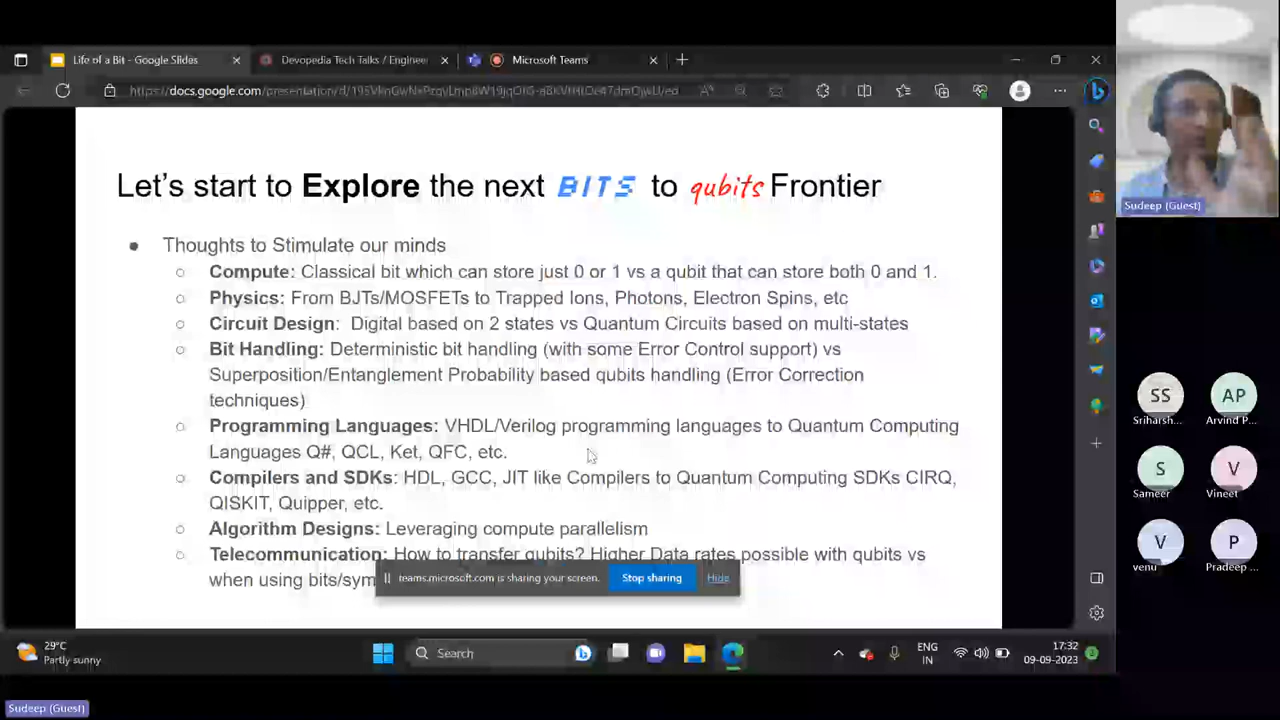 Life of a Bit - Google Slides
Devopedia Tech Talks / Enginee
Microsoft Teams
Let's start to Explore the next BITS to qubits Frontier
Sudeep (Guest)
● Thoughts to Stimulate our minds
○ Compute: Classical bit which can store just 0 or 1 vs a qubit that can store both 0 and 1.
○ Physics: From BJTs/MOSFETs to Trapped Ions, Photons, Electron Spins, etc
○ Circuit Design: Digital based on 2 states vs Quantum Circuits based on multi-states
○ Bit Handling: Deterministic bit handling (with some Error Control support) vs
Superposition/Entanglement Probability based qubits handling (Error Correction
techniques)
○ Programming Languages: VHDL/Verilog programming languages to Quantum Computing
Languages Q#, QCL, Ket, QFC, etc.
○ Compilers and SDKs: HDL, GCC, JIT like Compilers to Quantum Computing SDKs CIRQ,
QISKIT, Quipper, etc.
○ Algorithm Designs: Leveraging compute parallelism
○ Telecommunication: How to transfer qubits? Higher Data rates possible with qubits vs
when using bits/sym
teams.microsoft.com is sharing your screen. Stop sharing Hide
SS AP
Sriharsh... Arvind P...
S V
Sameer Vineet
V P
venu Pradeep ...
29°C
Partly sunny
Search
ENG
IN
17:32
09-09-2023
Sudeep (Guest)